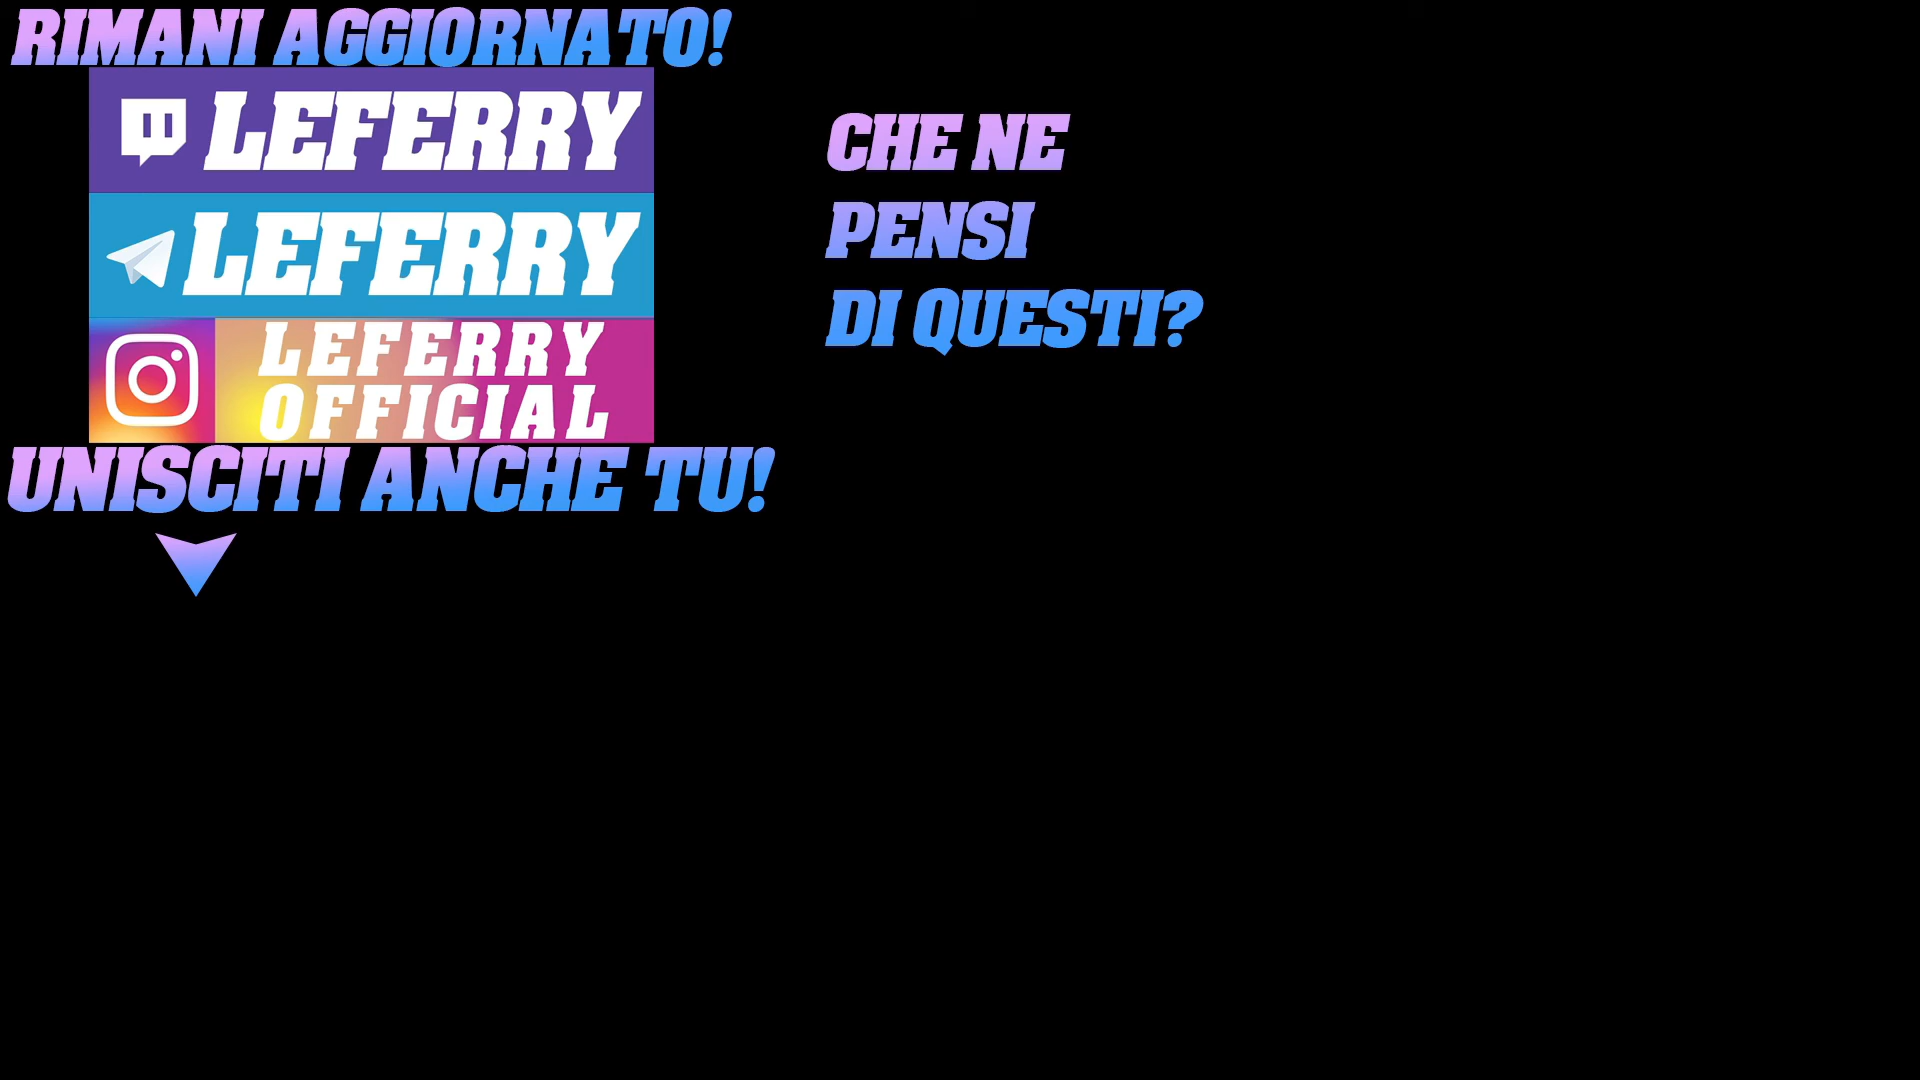 RIMANI AGGIORNATO!
LEFERRY
LEFERRY
LEFERRY
OFFICIAL
UNISCITI ANCHE TU!
CHE NE
PENSI
DI QUESTI?